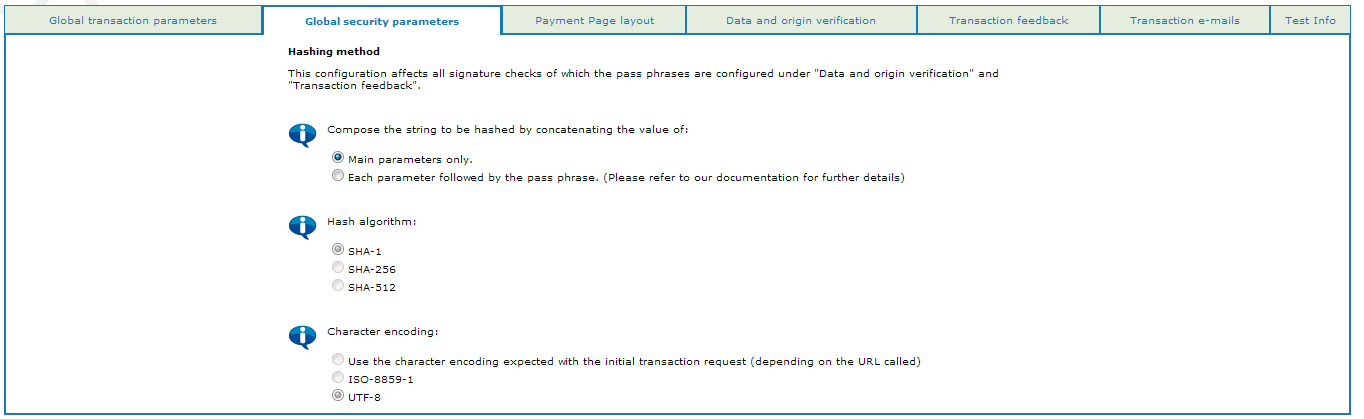 Global transaction parameters
Global security parameters
Payment Page layout
Data and origin verification
Transaction feedback
Transaction e-mails
Test Info
Hashing method
This configuration affects all signature checks of which the pass phrases are configured under "Data and origin verification" and
"Transaction feedback".
Compose the string to be hashed by concatenating the value of:
Main parameters only.
Each parameter followed by the pass phrase. (Please refer to our documentation for further details)
Hash algorithm:
SHA-1
SHA-256
SHA-512
Character encoding:
Use the character encoding expected with the initial transaction request (depending on the URL called)
ISO-8859-1
UTF-8